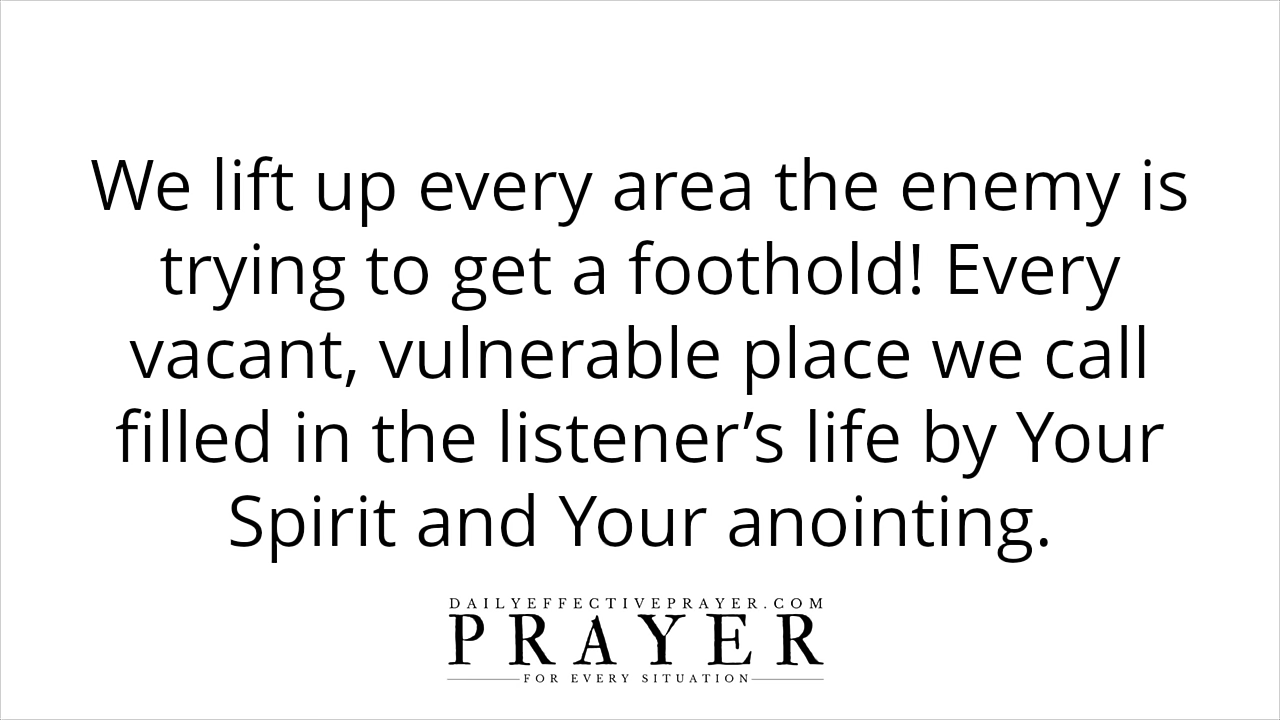 We lift up every area the enemy is
trying to get a foothold! Every
vacant, vulnerable place we call
filled in the listener’s life by Your
Spirit and Your anointing.
DAILYEFFECTIVEPRAYER.COM
PRAYER
FOR EVERY SITUATION